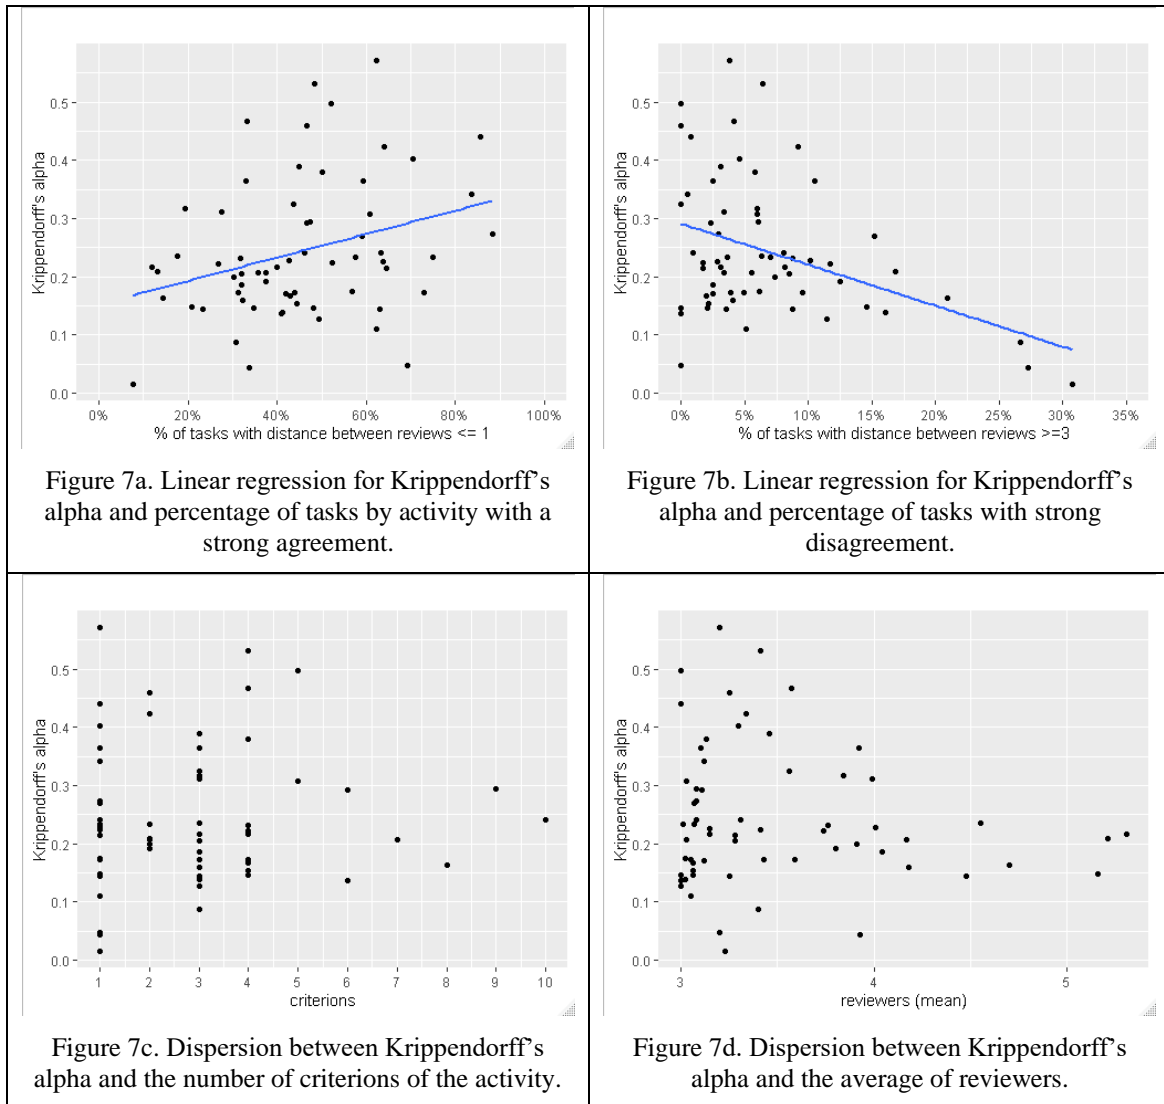 0.5
0.4
0.3
0.2
0.1
0.0
Krippendorff's alpha
0% 20% 40% 60% 80% 100%
% of tasks with distance between reviews <= 1
Figure 7a. Linear regression for Krippendorff's
alpha and percentage of tasks by activity with a
strong agreement.
0.5
0.4
0.3
0.2
0.1
0.0
Krippendorff's alpha
0% 5% 10% 15% 20% 25% 30% 35%
% of tasks with distance between reviews >=3
Figure 7b. Linear regression for Krippendorff's
alpha and percentage of tasks with strong
disagreement.
0.5
0.4
0.3
0.2
0.1
0.0
Krippendorff's alpha
1 2 3 4 5 6 7 8 9 10
criterions
Figure 7c. Dispersion between Krippendorff's
alpha and the number of criterions of the activity.
0.5
0.4
0.3
0.2
0.1
0.0
Krippendorff's alpha
3 4 5
reviewers (mean)
Figure 7d. Dispersion between Krippendorff's
alpha and the average of reviewers.